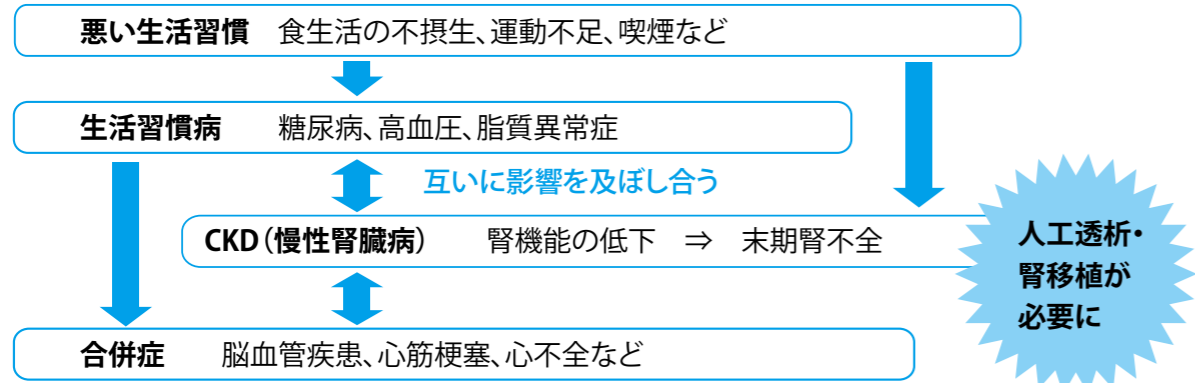 悪い生活習慣 食生活の不摂生、運動不足、喫煙など
生活習慣病 糖尿病、高血圧、脂質異常症
互いに影響を及ぼし合う
CKD（慢性腎臓病） 腎機能の低下 ⇒ 末期腎不全
人工透析・
腎移植が
必要に
合併症 脳血管疾患、心筋梗塞、心不全など